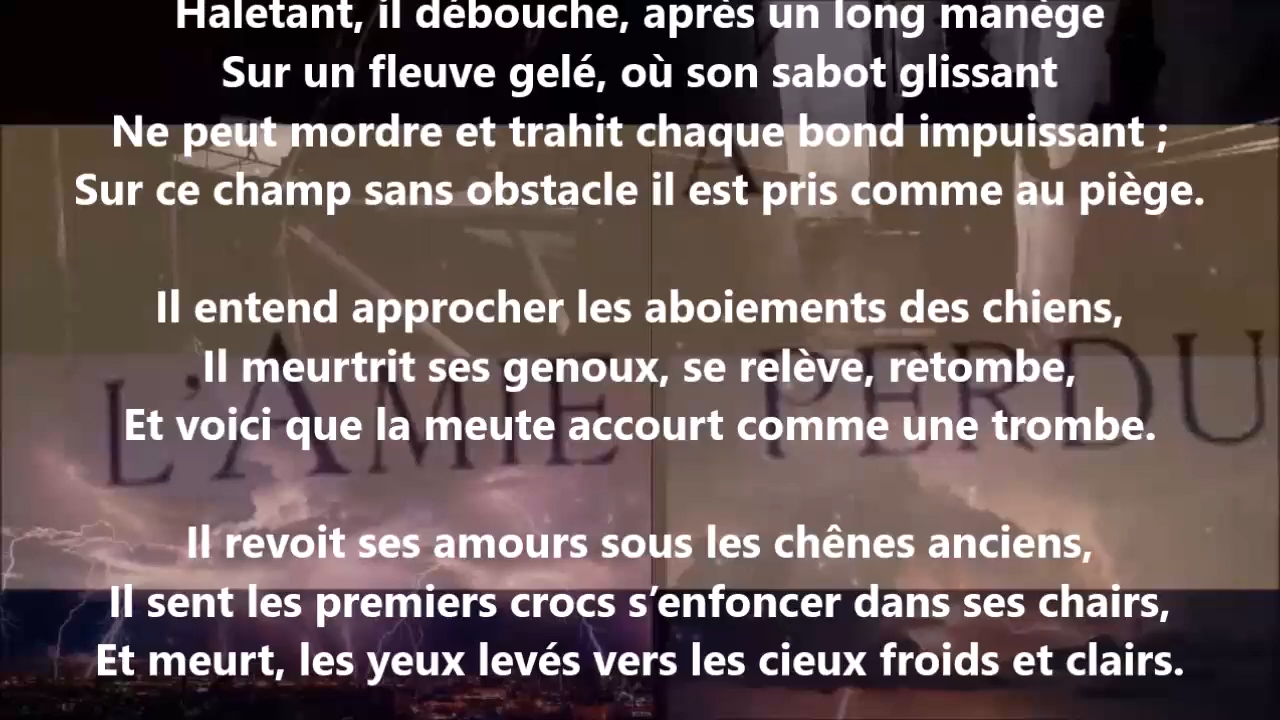 Haletant, il débouche, après un long manège
Sur un fleuve gelé, où son sabot glissant
Ne peut mordre et trahit chaque bond impuissant ;
Sur ce champ sans obstacle il est pris comme au piège.
Il entend approcher les aboiements des chiens,
Il meurtrit ses genoux, se relève, retombe,
Et voici que la meute accourt comme une trombe.
Il revoit ses amours sous les chênes anciens,
Il sent les premiers crocs s’enfoncer dans ses chairs,
Et meurt, les yeux levés vers les cieux froids et clairs.
A
L’AMIE PERDU